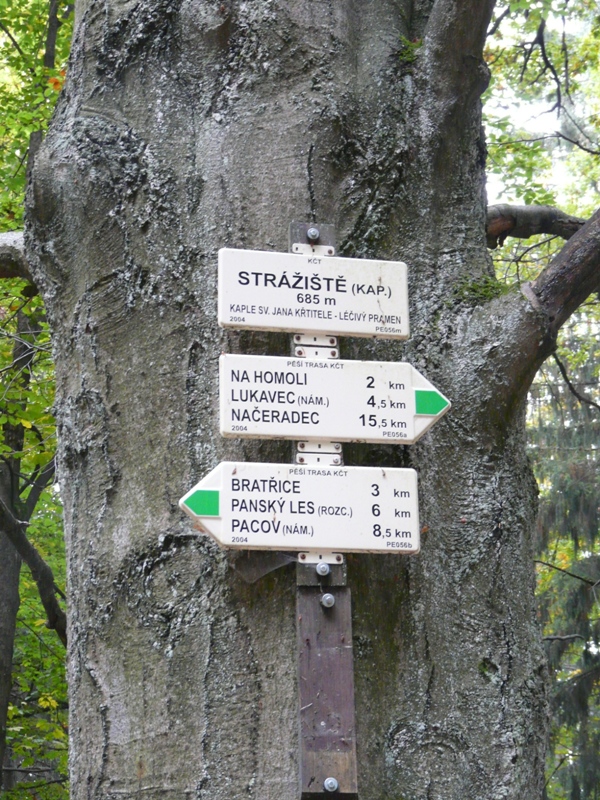 KČT
STRÁŽIŠTĚ (KAP.)
685 m
KAPLE SV. JANA KŘTITELE - LÉČIVÝ PRAMEN
2004 PE056m
PĚŠÍ TRASA KČT
NA HOMOLI 2 km
LUKAVEC (NÁM.) 4,5 km
NAČERADEC 15,5 km
2004 PE056a
PĚŠÍ TRASA KČT
BRATŘICE 3 km
PANSKÝ LES (ROZC.) 6 km
PACOV (NÁM.) 8,5 km
2004 PE056b